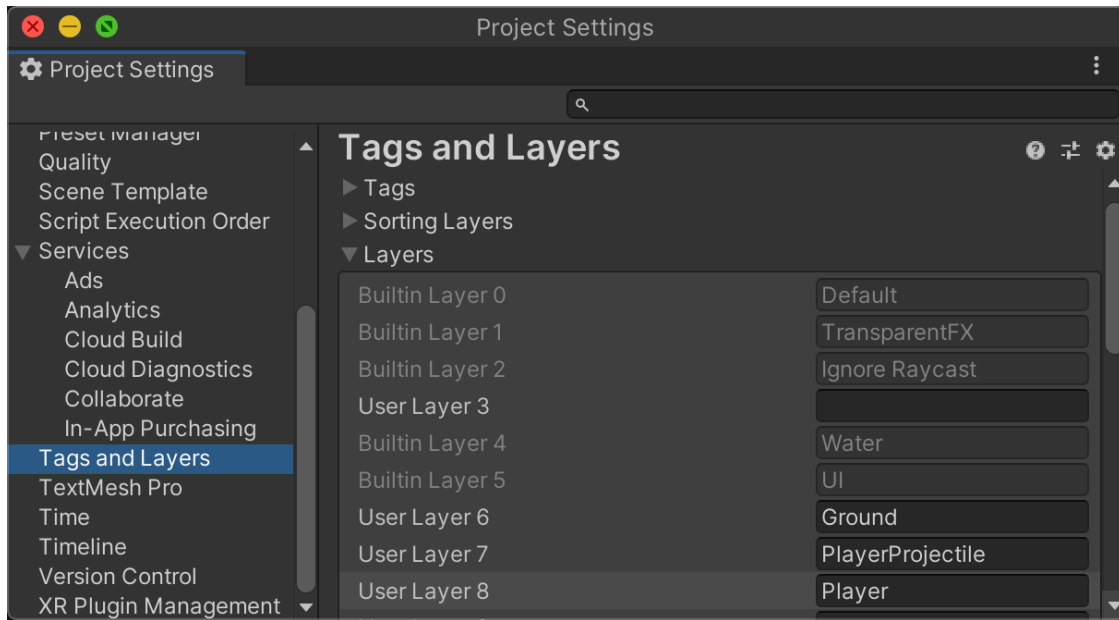 Project Settings
Project Settings
Preset Manager
Quality
Scene Template
Script Execution Order
Services
Ads
Analytics
Cloud Build
Cloud Diagnostics
Collaborate
In-App Purchasing
Tags and Layers
TextMesh Pro
Time
Timeline
Version Control
XR Plugin Management
Tags and Layers
Tags
Sorting Layers
Layers
Builtin Layer 0 Default
Builtin Layer 1 TransparentFX
Builtin Layer 2 Ignore Raycast
User Layer 3
Builtin Layer 4 Water
Builtin Layer 5 UI
User Layer 6 Ground
User Layer 7 PlayerProjectile
User Layer 8 Player